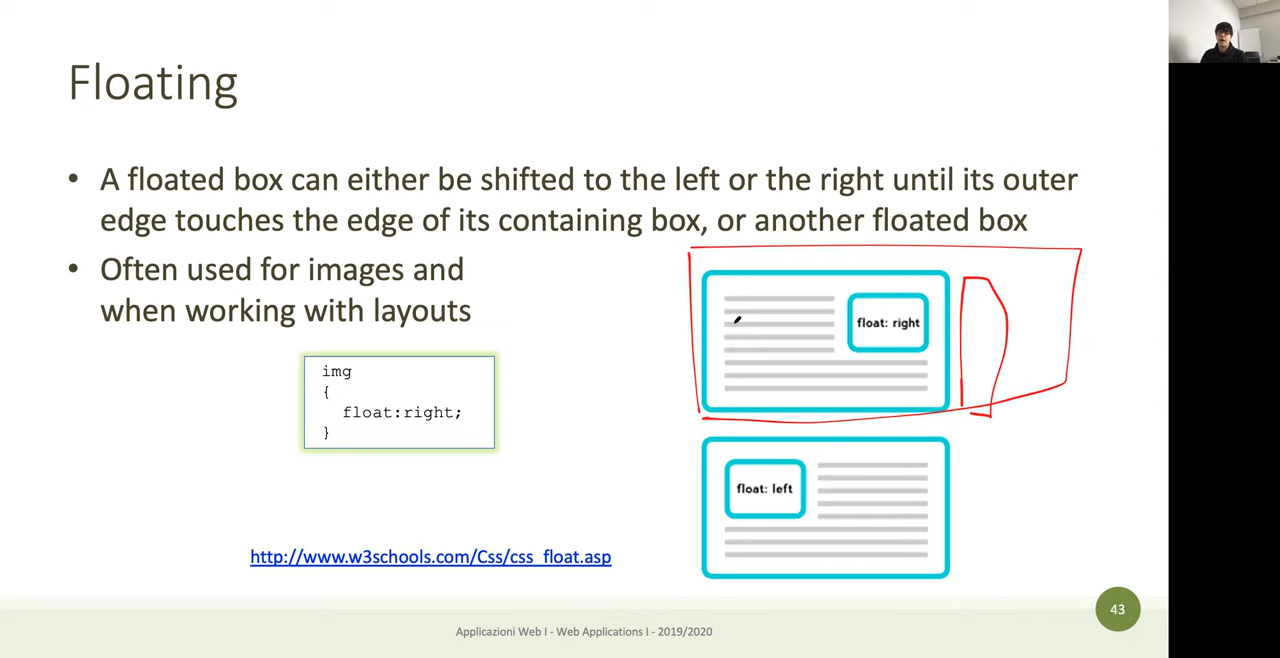 Floating
• A floated box can either be shifted to the left or the right until its outer
edge touches the edge of its containing box, or another floated box
• Often used for images and
when working with layouts
img
{
float:right;
}
float: right
float: left
http://www.w3schools.com/Css/css_float.asp
43
Applicazioni Web I - Web Applications I - 2019/2020